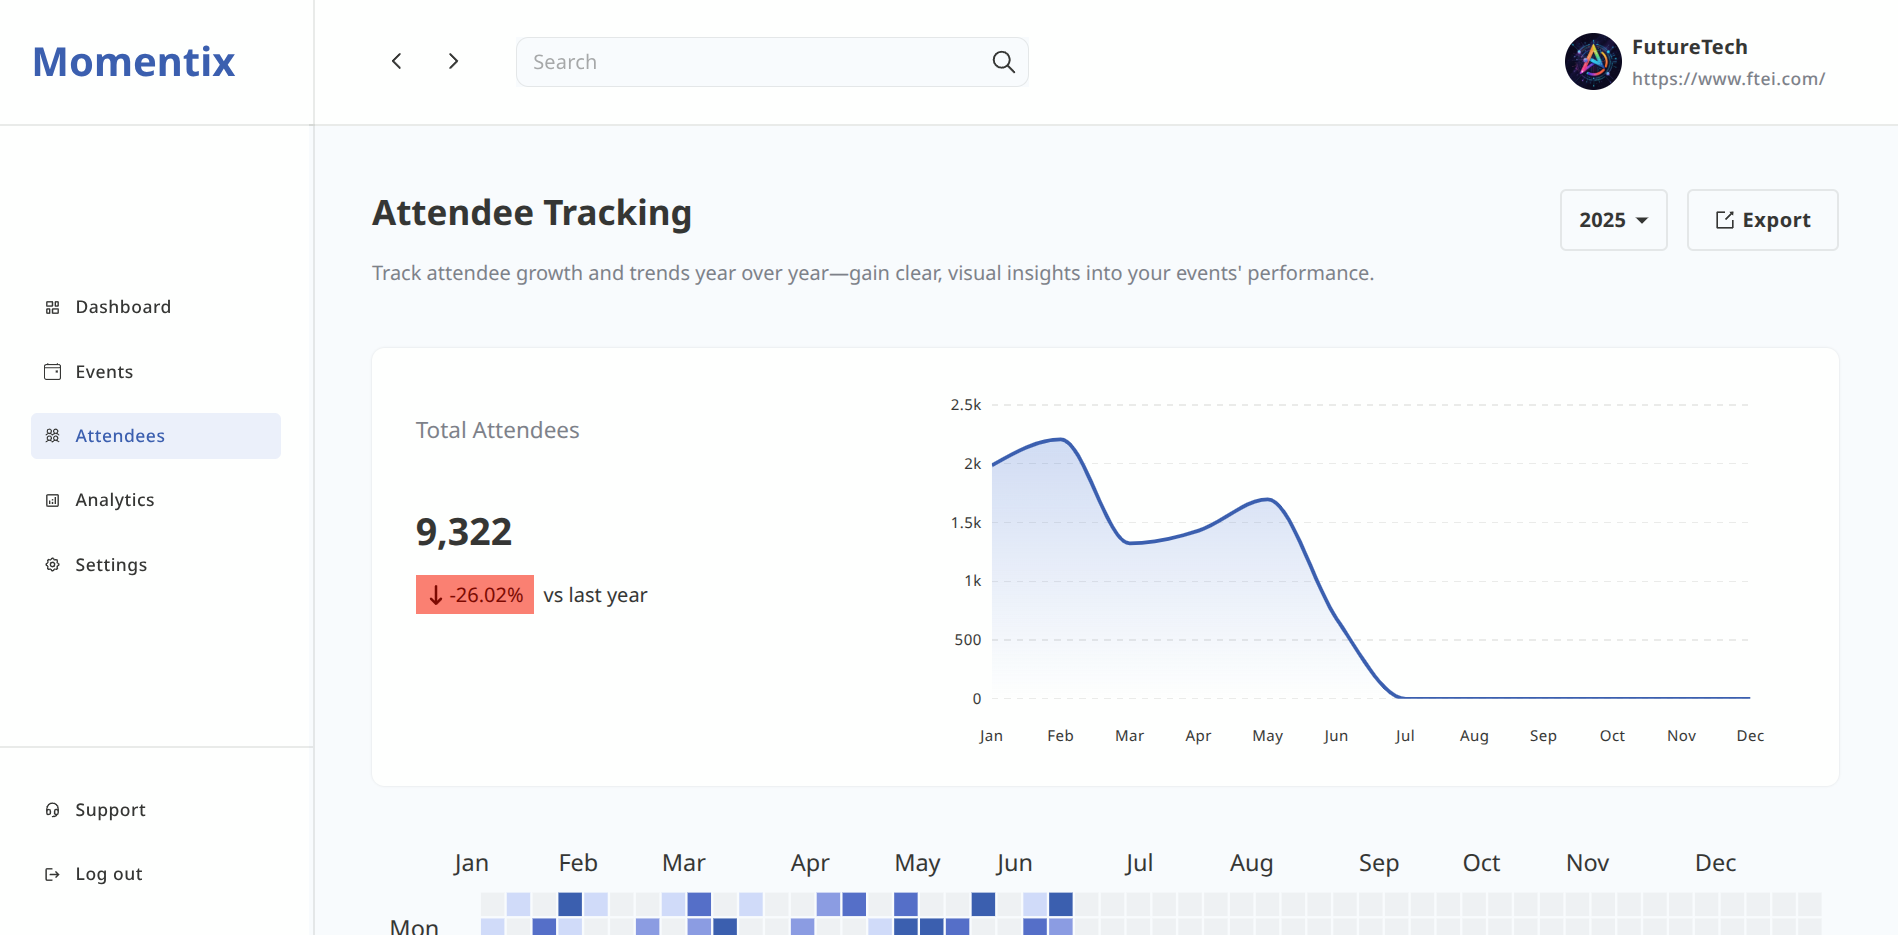 Momentix
Search
FutureTech
https://www.ftei.com/
Dashboard
Events
Attendees
Analytics
Settings
Support
Log out
Attendee Tracking
2025
Export
Track attendee growth and trends year over year—gain clear, visual insights into your events' performance.
Total Attendees
9,322
-26.02% vs last year
2.5k
2k
1.5k
1k
500
0
Jan Feb Mar Apr May Jun Jul Aug Sep Oct Nov Dec
Jan Feb Mar Apr May Jun Jul Aug Sep Oct Nov Dec
Mon